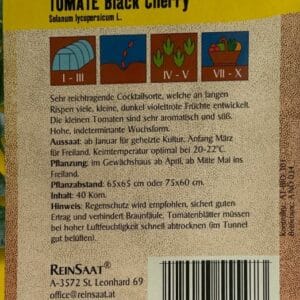 TOMATE Black Cherry
Solanum lycopersicum L.
I - III
IV - V
VII - X
Sehr reichtragende Cocktailsorte, welche an langen
Rispen viele, kleine, dunkel violettrote Früchte entwickelt.
Die kleinen Tomaten sind sehr aromatisch und süß.
Hohe, indeterminante Wuchsform.
Aussaat: ab Januar für geheizte Kultur, Anfang März
für Freiland. Keimtemperatur optimal bei 20-22°C.
Pflanzung: im Gewächshaus ab April, ab Mitte Mai ins
Freiland.
Pflanzabstand: 65x65 cm oder 75x60 cm.
Inhalt: 40 Korn.
Hinweis: Regenschutz wird empfohlen, sichert guten
Ertrag und verhindert Braunfäule. Tomatenblätter müssen
bei hoher Luftfeuchtigkeit schnell abtrocknen (im Tunnel
gut lüften).
REINSAAT®
A-3572 St. Leonhard 69
office@reinsaat.at